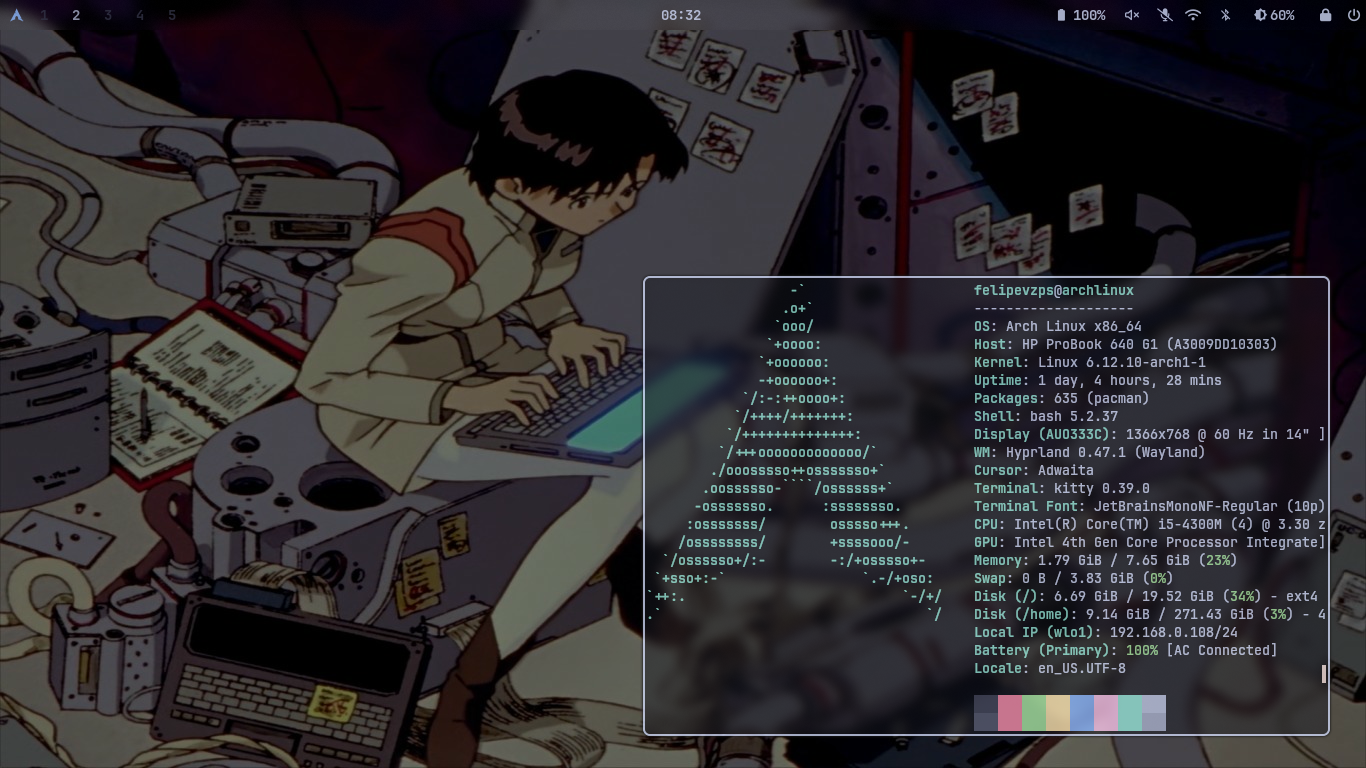 1 2 3 4 5 08:32 100% 60%
felipevzps@archlinux
-------------------
OS: Arch Linux x86_64
Host: HP ProBook 640 G1 (A3009DD10303)
Kernel: Linux 6.12.10-arch1-1
Uptime: 1 day, 4 hours, 28 mins
Packages: 635 (pacman)
Shell: bash 5.2.37
Display (AUO333C): 1366x768 @ 60 Hz in 14" ]
WM: Hyprland 0.47.1 (Wayland)
Cursor: Adwaita
Terminal: kitty 0.39.0
Terminal Font: JetBrainsMonoNF-Regular (10p)
CPU: Intel(R) Core(TM) i5-4300M (4) @ 3.30 z
GPU: Intel 4th Gen Core Processor Integrate]
Memory: 1.79 GiB / 7.65 GiB (23%)
Swap: 0 B / 3.83 GiB (0%)
Disk (/): 6.69 GiB / 19.52 GiB (34%) - ext4
Disk (/home): 9.14 GiB / 271.43 GiB (3%) - 4
Local IP (wlo1): 192.168.0.108/24
Battery (Primary): 100% [AC Connected]
Locale: en_US.UTF-8